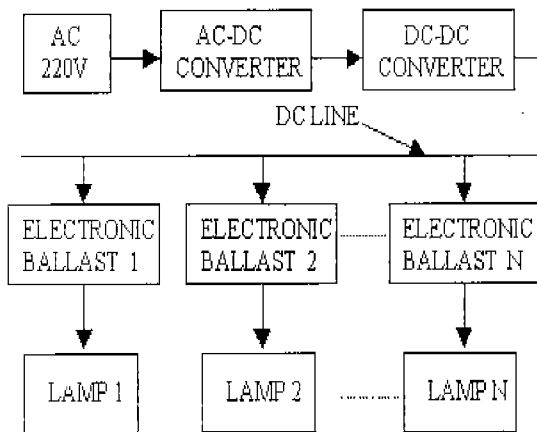 AC
220V
AC-DC
CONVERTER
DC-DC
CONVERTER
DC LINE
ELECTRONIC
BALLAST 1
ELECTRONIC
BALLAST 2
ELECTRONIC
BALLAST N
LAMP 1
LAMP 2
LAMP N